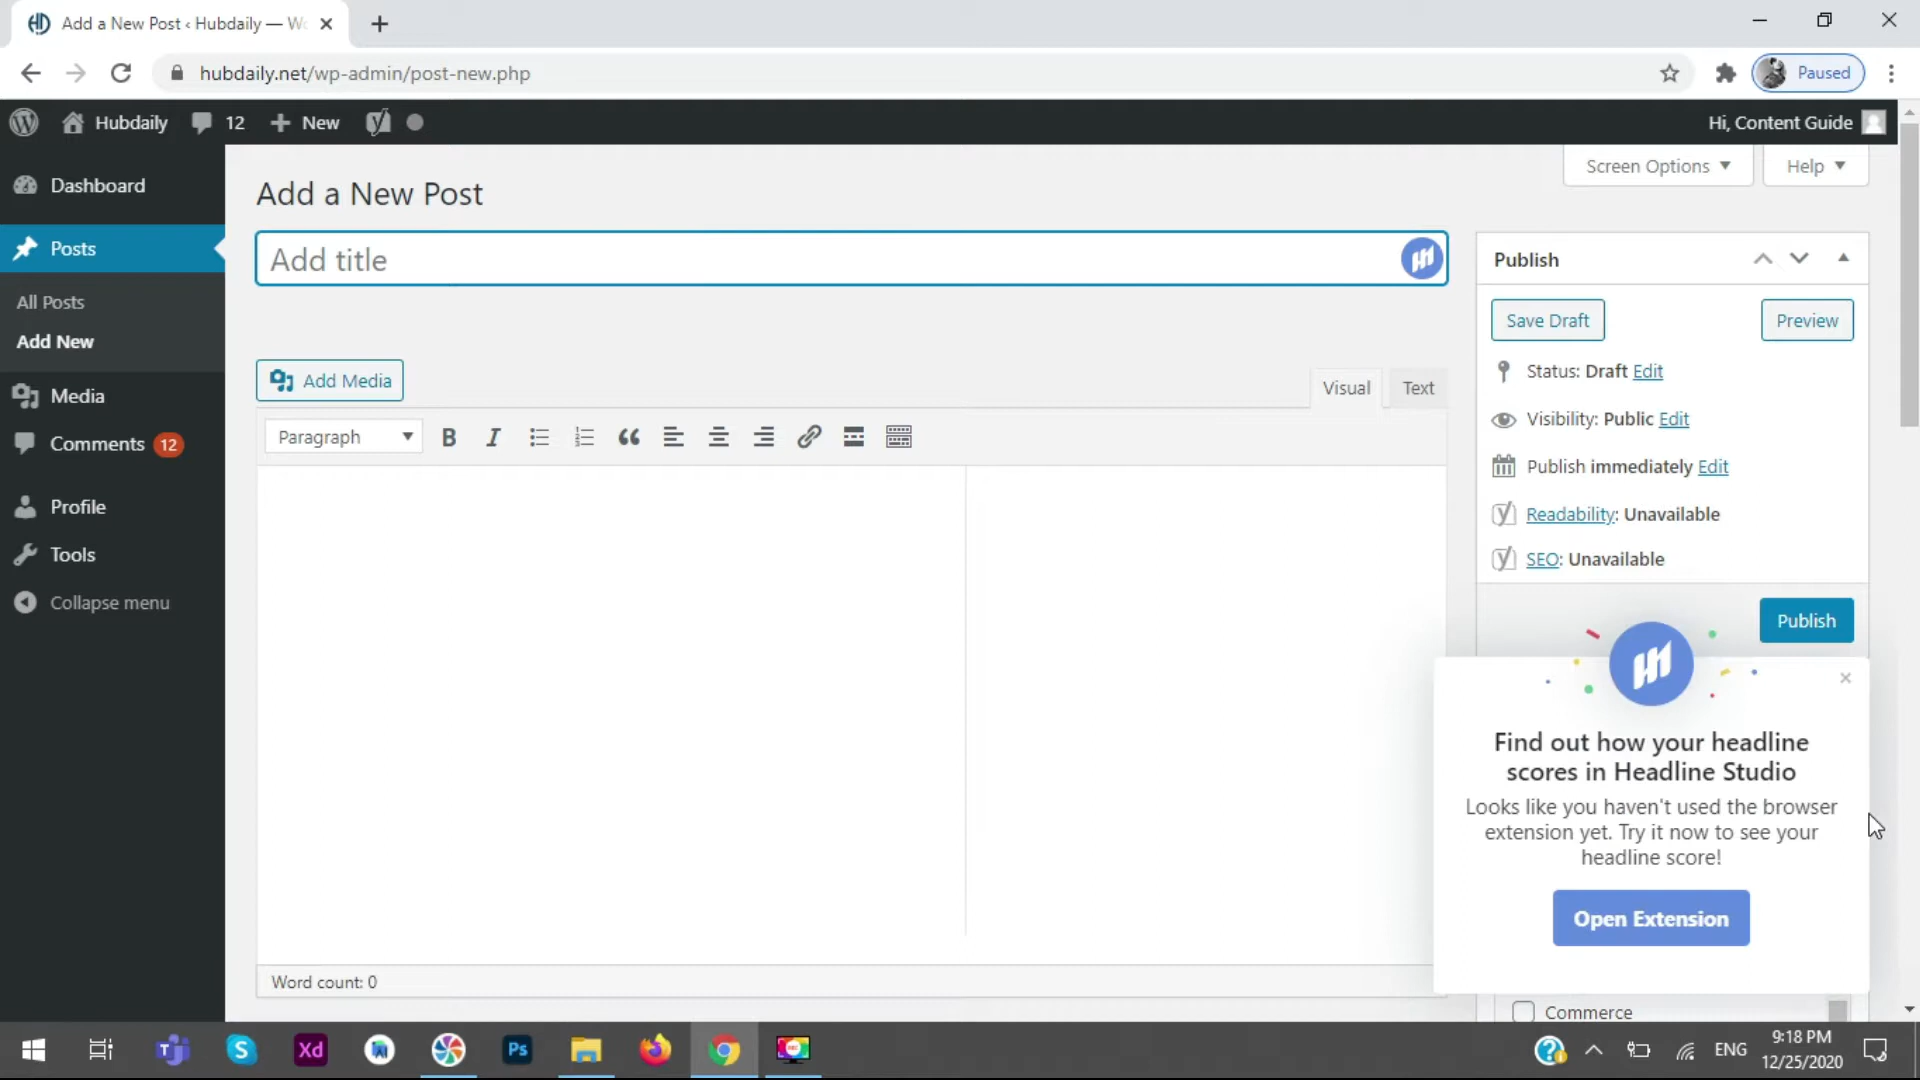 Add a New Post ‹ Hubdaily — Wo
hubdaily.net/wp-admin/post-new.php
Paused
Hubdaily
12
New
Hi, Content Guide
Screen Options
Help
Dashboard
Posts
All Posts
Add New
Media
Comments 12
Profile
Tools
Collapse menu
Add a New Post
Add title
Add Media
Visual
Text
Paragraph
B
I
Word count: 0
Publish
Save Draft
Preview
Status: Draft Edit
Visibility: Public Edit
Publish immediately Edit
Readability: Unavailable
SEO: Unavailable
Publish
Find out how your headline
scores in Headline Studio
Looks like you haven't used the browser
extension yet. Try it now to see your
headline score!
Open Extension
Commerce
Xd
Ps
ENG
9:18 PM
12/25/2020